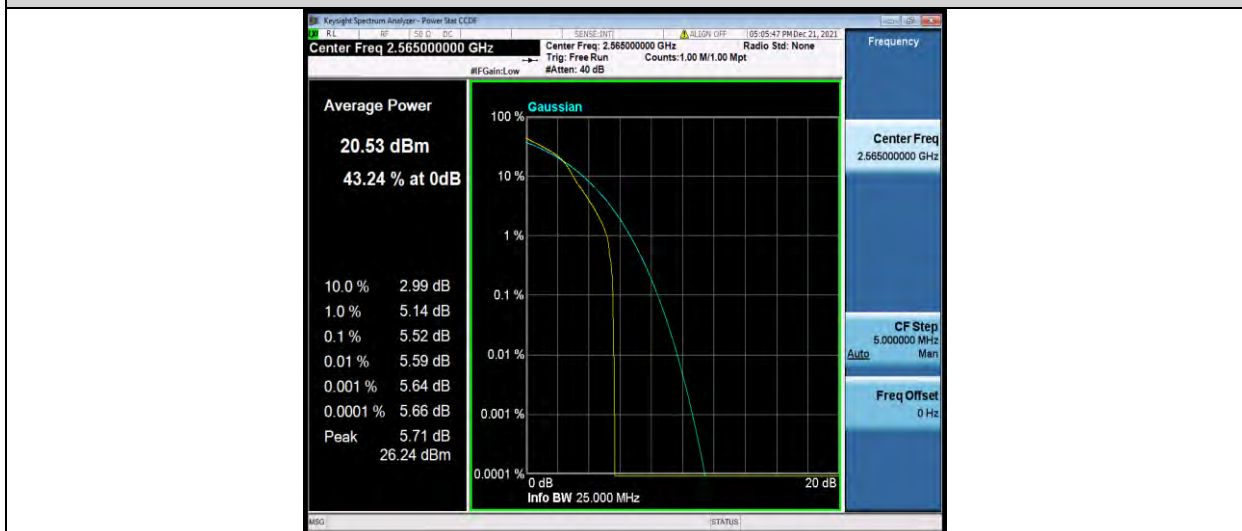 Keysight Spectrum Analyzer - Power Stat CCDF
RL RF 50 Ω DC SENSE:INT ALIGN OFF 05:05:47 PM Dec 21, 2021
Center Freq 2.565000000 GHz
Center Freq: 2.565000000 GHz Radio Std: None
Trig: Free Run Counts:1.00 M/1.00 Mpt
#IFGain:Low #Atten: 40 dB
Frequency
Average Power
20.53 dBm
43.24 % at 0dB
10.0 % 2.99 dB
1.0 % 5.14 dB
0.1 % 5.52 dB
0.01 % 5.59 dB
0.001 % 5.64 dB
0.0001 % 5.66 dB
Peak 5.71 dB
26.24 dBm
Gaussian
100 %
10 %
1 %
0.1 %
0.01 %
0.001 %
0.0001 %
0 dB 20 dB
Info BW 25.000 MHz
Center Freq
2.565000000 GHz
CF Step
5.000000 MHz
Auto Man
Freq Offset
0 Hz
MSG STATUS